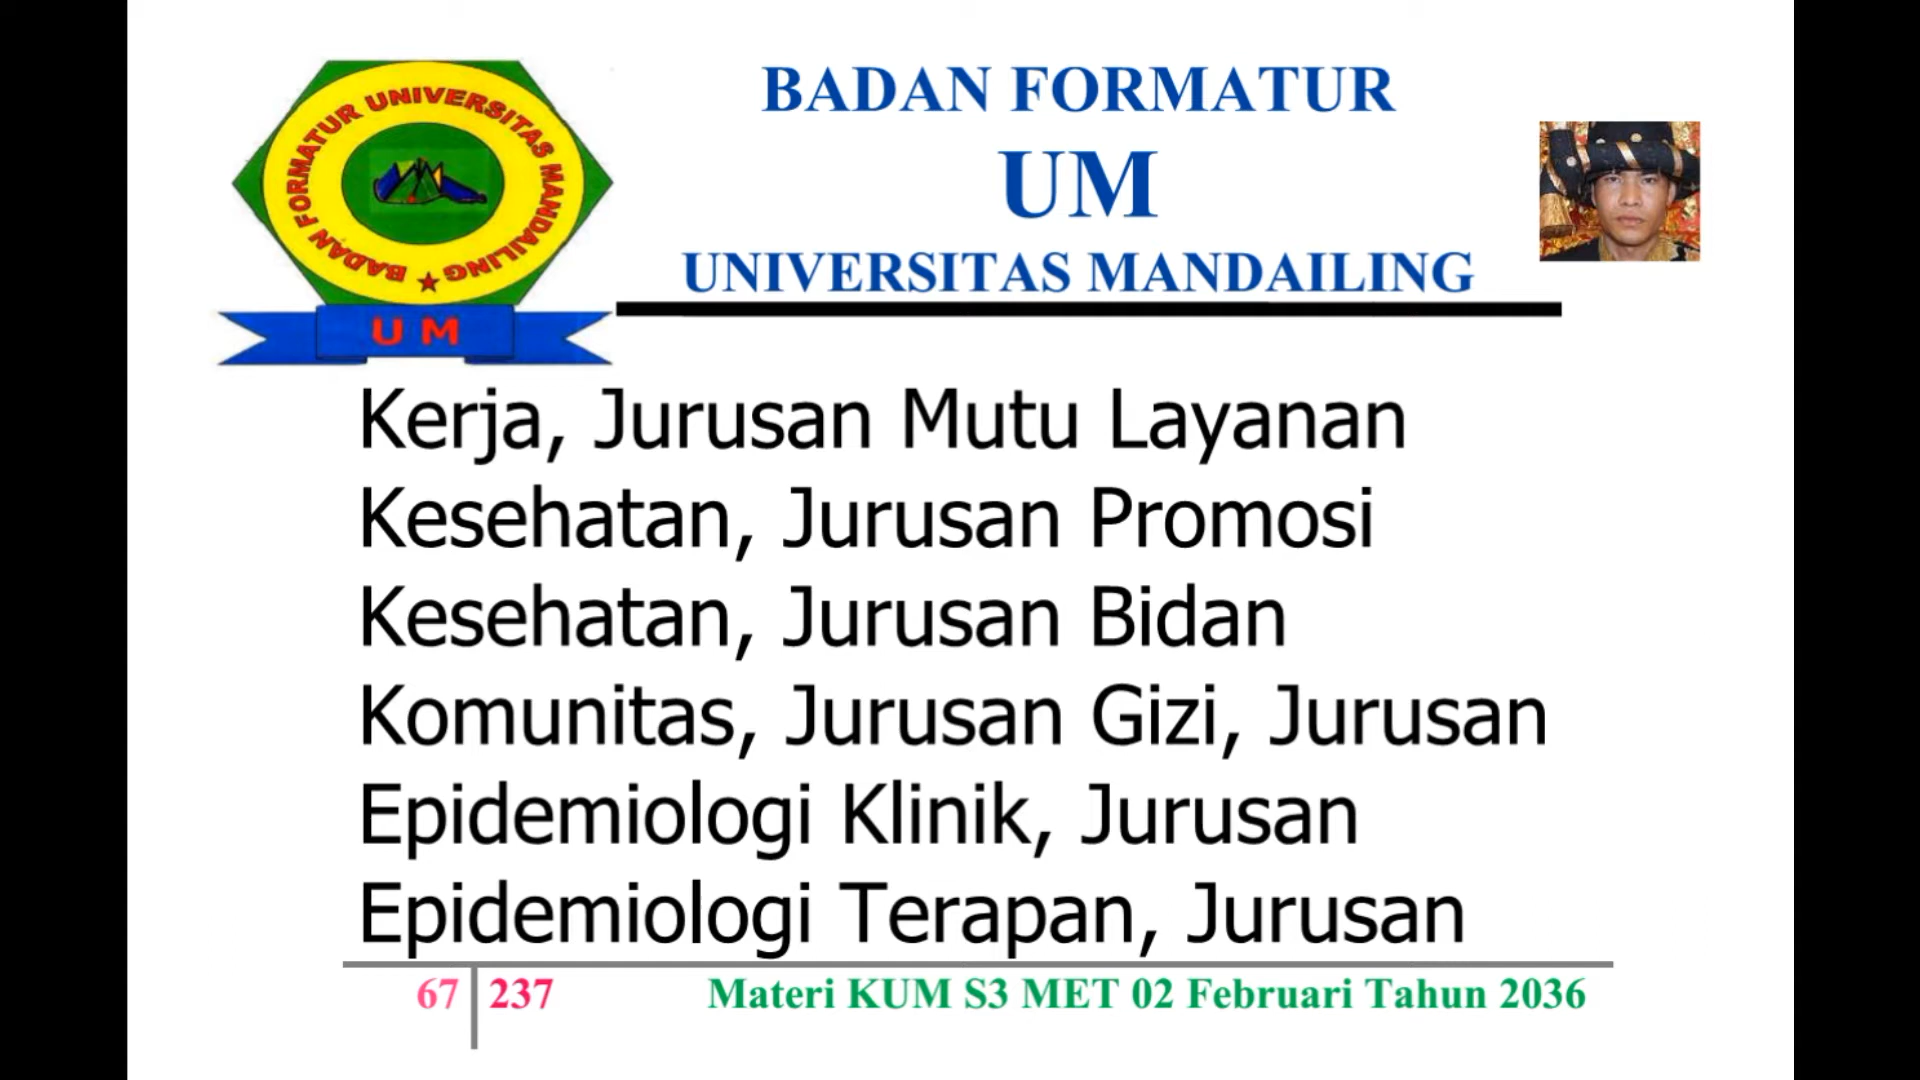 BADAN FORMATUR UNIVERSITAS MANDAILING
UM
BADAN FORMATUR
UM
UNIVERSITAS MANDAILING
Kerja, Jurusan Mutu Layanan
Kesehatan, Jurusan Promosi
Kesehatan, Jurusan Bidan
Komunitas, Jurusan Gizi, Jurusan
Epidemiologi Klinik, Jurusan
Epidemiologi Terapan, Jurusan
67 237 Materi KUM S3 MET 02 Februari Tahun 2036